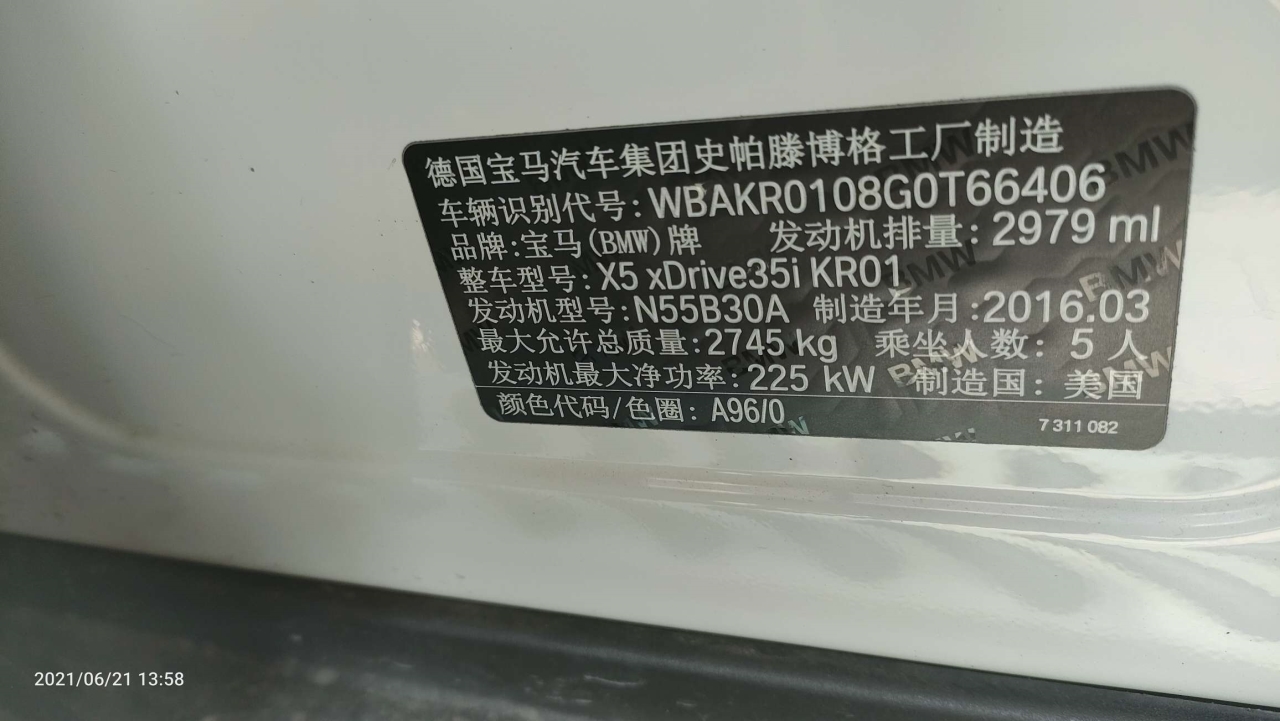 德国宝马汽车集团史帕滕博格工厂制造
车辆识别代号: WBAKR0108G0T66406
品牌:宝马(BMW)牌 发动机排量: 2979 ml
整车型号: X5 xDrive35i KR01
发动机型号:N55B30A 制造年月:2016.03
最大允许总质量:2745 kg 乘坐人数: 5 人
发动机最大净功率: 225 kW 制造国: 美国
颜色代码/色圈: A96/0
7 311 082
2021/06/21 13:58